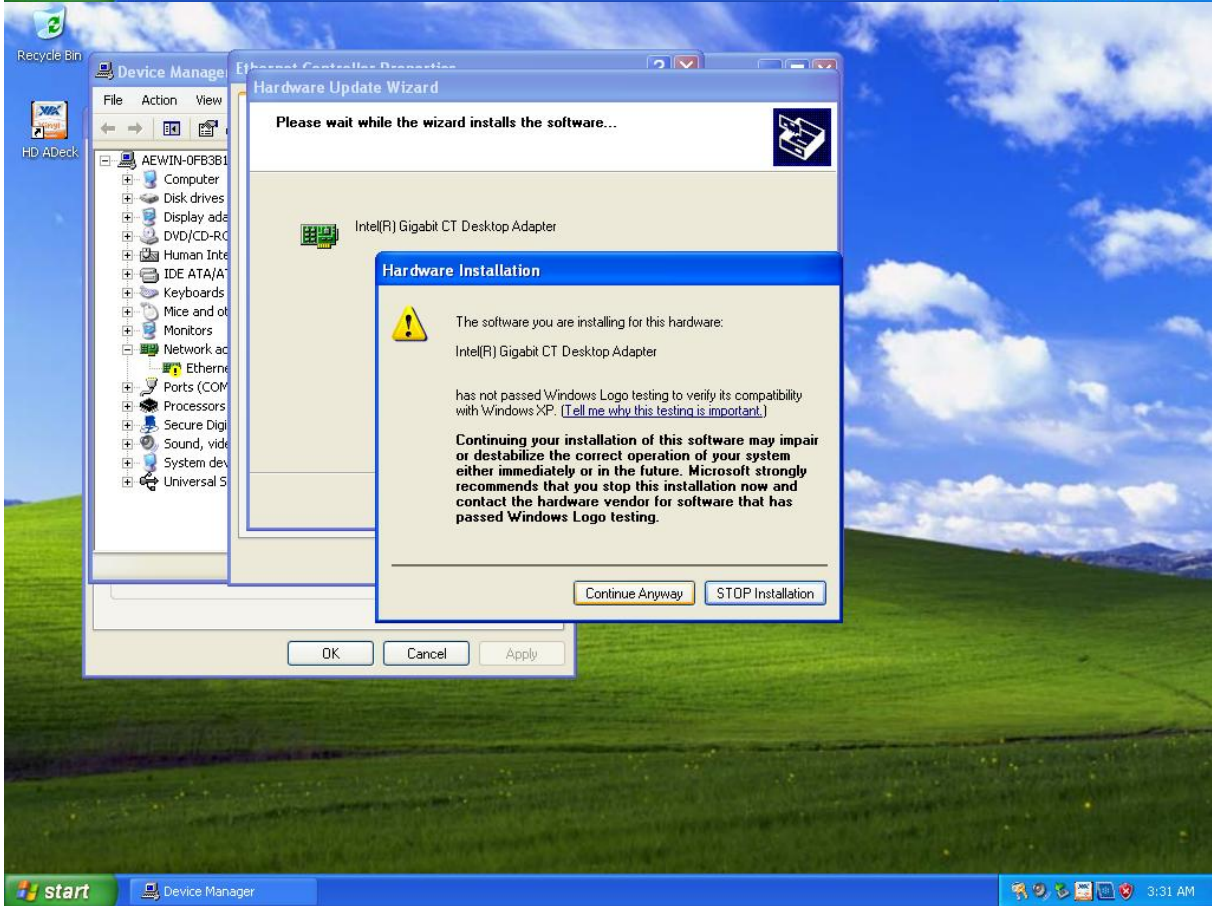 Recycle Bin
HD ADeck
Device Manager
File Action View
AEWIN-0FB3B1
Computer
Disk drives
Display ada
DVD/CD-RO
Human Inte
IDE ATA/AT
Keyboards
Mice and ot
Monitors
Network ad
Etherne
Ports (COM
Processors
Secure Digi
Sound, vide
System dev
Universal S
Ethernet Controller Properties
Hardware Update Wizard
Please wait while the wizard installs the software...
Intel(R) Gigabit CT Desktop Adapter
Hardware Installation
The software you are installing for this hardware:
Intel(R) Gigabit CT Desktop Adapter
has not passed Windows Logo testing to verify its compatibility
with Windows XP. (Tell me why this testing is important.)
Continuing your installation of this software may impair
or destabilize the correct operation of your system
either immediately or in the future. Microsoft strongly
recommends that you stop this installation now and
contact the hardware vendor for software that has
passed Windows Logo testing.
Continue Anyway STOP Installation
OK Cancel Apply
start Device Manager 3:31 AM